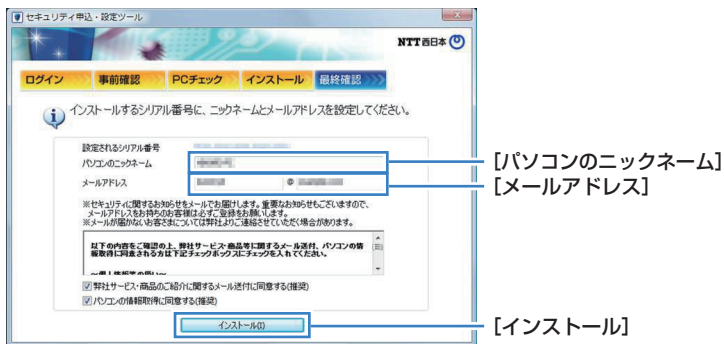 セキュリティ申込・設定ツール
NTT西日本
ログイン 事前確認 PCチェック インストール 最終確認
インストールするシリアル番号に、ニックネームとメールアドレスを設定してください。
設定されるシリアル番号
パソコンのニックネーム
[パソコンのニックネーム]
メールアドレス @
[メールアドレス]
※セキュリティに関するお知らせをメールでお届けします。重要なお知らせもございますので、
メールアドレスをお持ちのお客様は必ずご登録をお願いします。
※メールが届かないお客さまについては弊社よりご連絡させていただく場合があります。
以下の内容をご確認の上、弊社サービス・商品等に関するメール送付、パソコンの情
報取得に同意される方は下記チェックボックスにチェックを入れてください。
～個人情報等の扱い～
弊社サービス・商品のご紹介に関するメール送付に同意する(推奨)
パソコンの情報取得に同意する(推奨)
インストール(I)
[インストール]